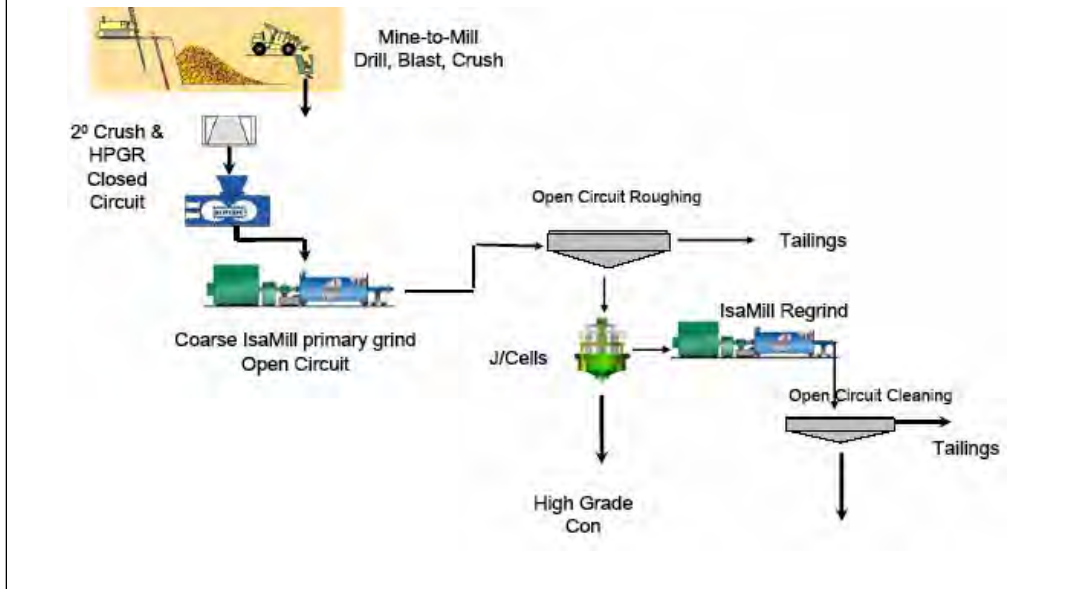 Mine-to-Mill
Drill, Blast, Crush
2º Crush &
HPGR
Closed
Circuit
Open Circuit Roughing
Tailings
IsaMill Regrind
Coarse IsaMill primary grind
Open Circuit
J/Cells
Open Circuit Cleaning
Tailings
High Grade
Con